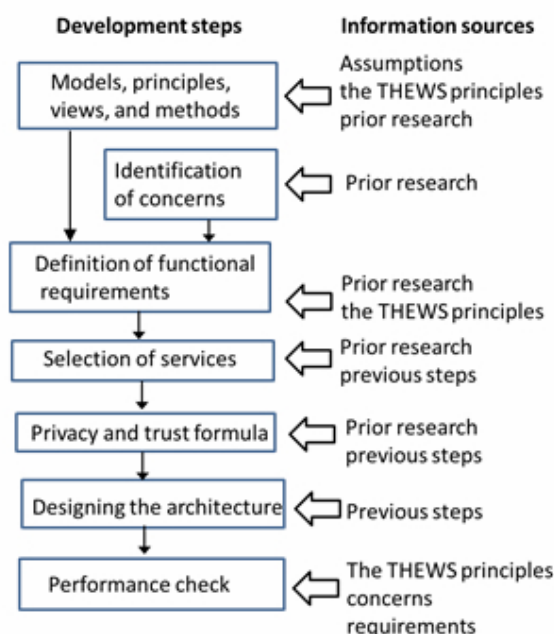 Development steps
Information sources
Models, principles,
views, and methods
Assumptions
the THEWS principles
prior research
Identification
of concerns
Prior research
Definition of functional
requirements
Prior research
the THEWS principles
Selection of services
Prior research
previous steps
Privacy and trust formula
Prior research
previous steps
Designing the architecture
Previous steps
Performance check
The THEWS principles
concerns
requirements